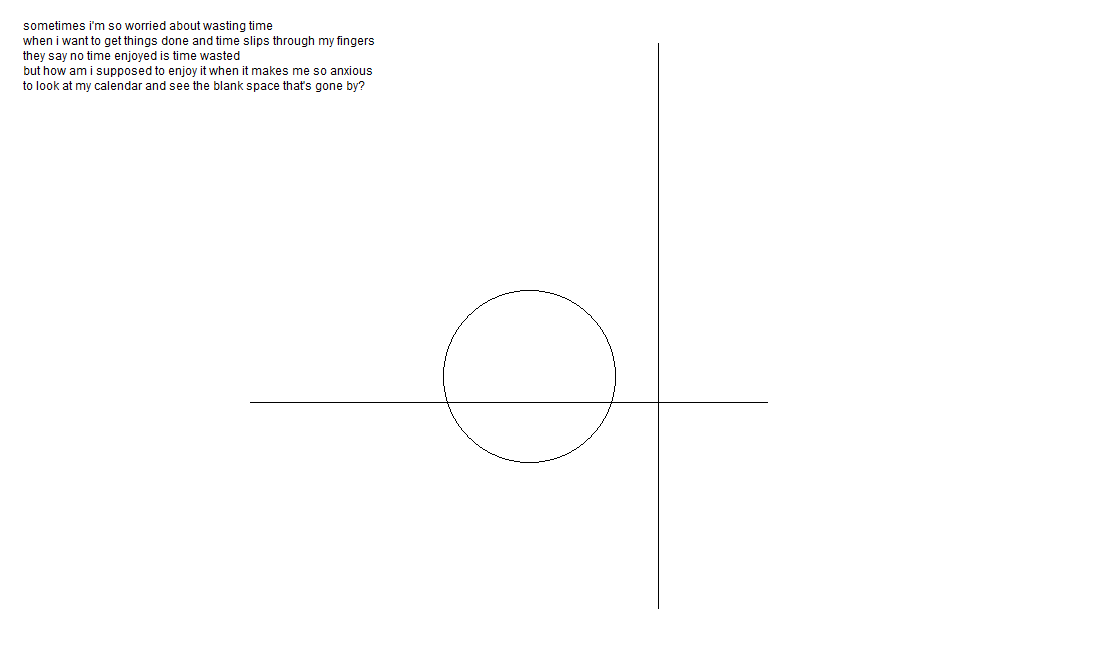 sometimes i'm so worried about wasting time
when i want to get things done and time slips through my fingers
they say no time enjoyed is time wasted
but how am i supposed to enjoy it when it makes me so anxious
to look at my calendar and see the blank space that's gone by?